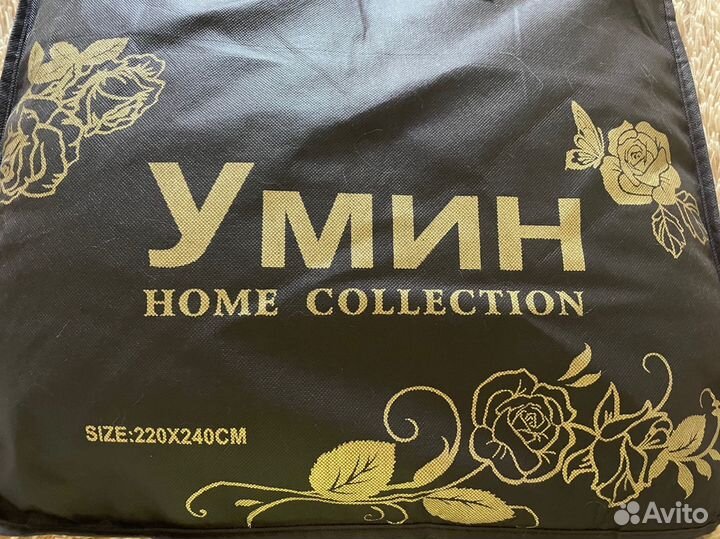 Умин
HOME COLLECTION
SIZE:220X240CM
Avito